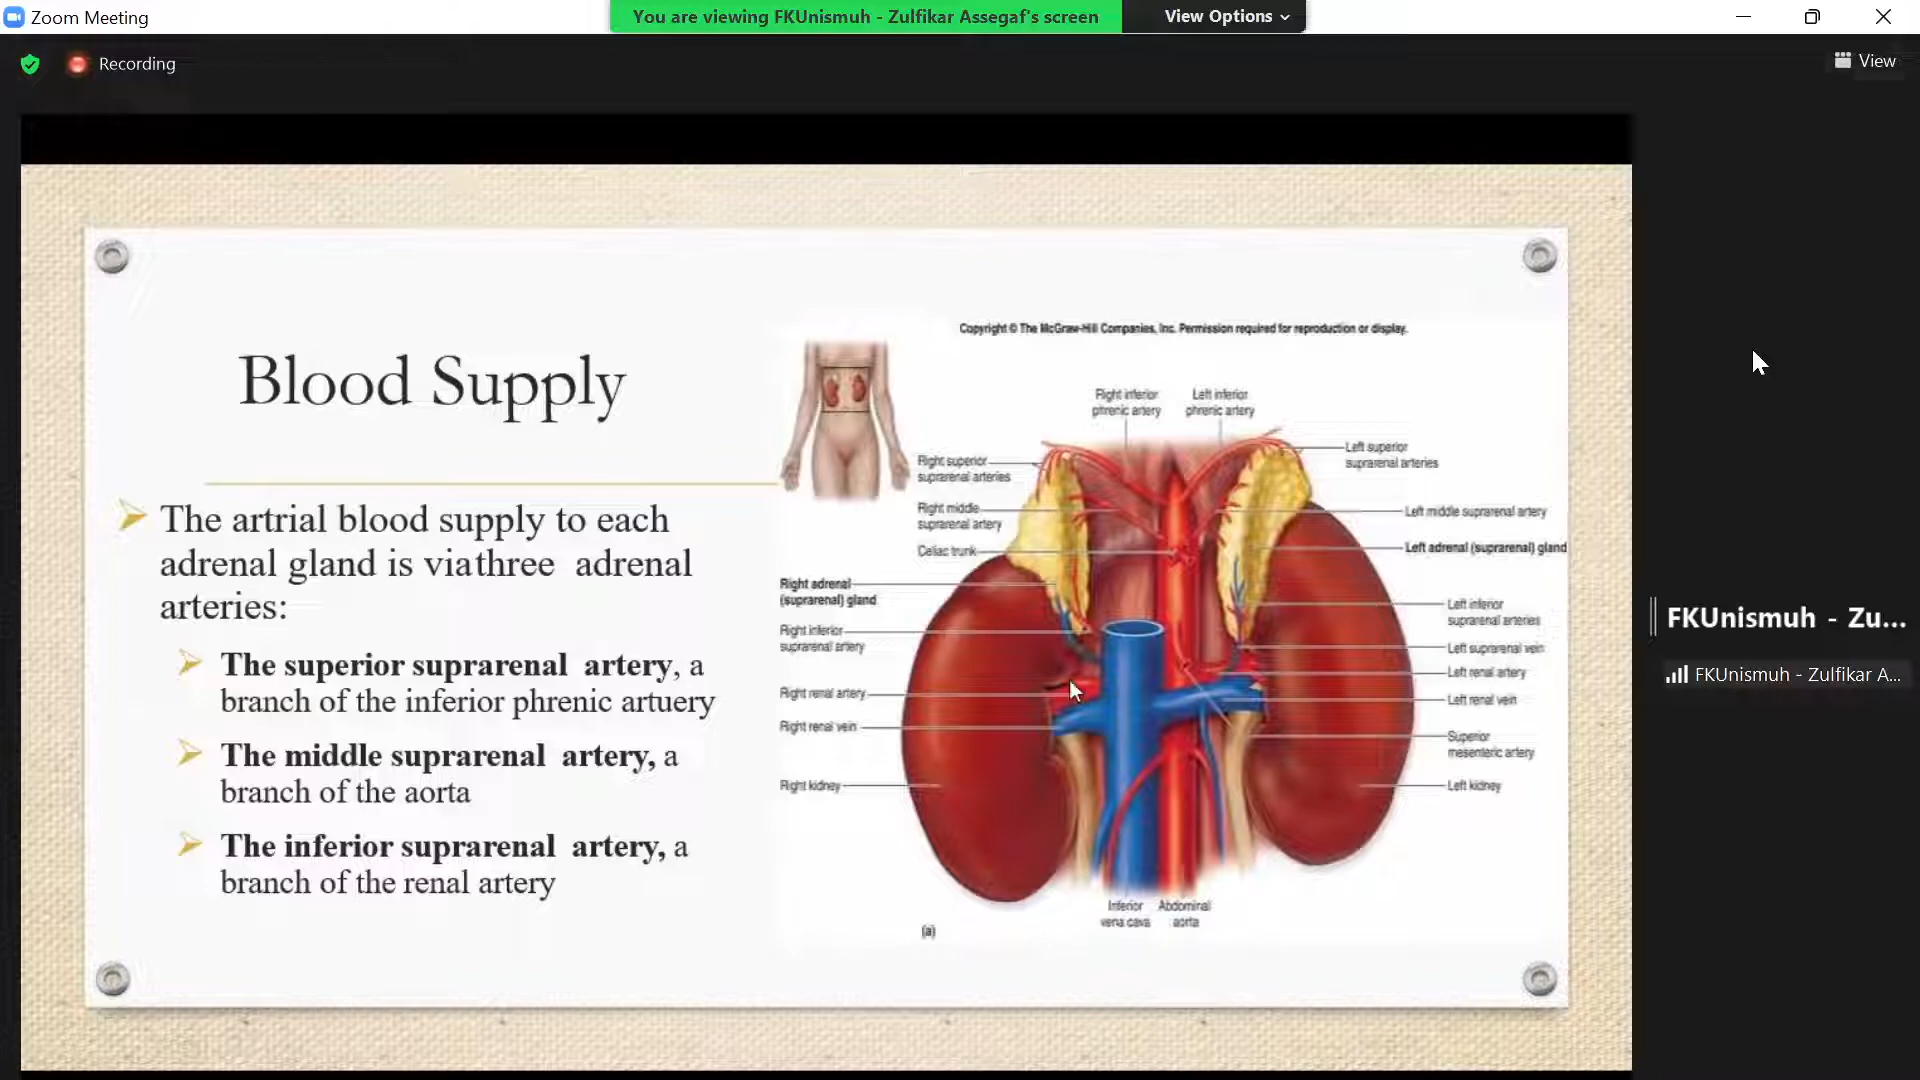 Zoom Meeting
You are viewing FKUnismuh - Zulfikar Assegaf's screen
View Options
Recording
View
Copyright © The McGraw-Hill Companies, Inc. Permission required for reproduction or display.
Blood Supply
The artrial blood supply to each
adrenal gland is viathree adrenal
arteries:
The superior suprarenal artery, a
branch of the inferior phrenic artuery
The middle suprarenal artery, a
branch of the aorta
The inferior suprarenal artery, a
branch of the renal artery
Right inferior
phrenic artery
Left inferior
phrenic artery
Right superior
suprarenal arteries
Right middle
suprarenal artery
Celiac trunk
Right adrenal
(suprarenal) gland
Right inferior
suprarenal artery
Right renal artery
Right renal vein
Right kidney
Left superior
suprarenal arteries
Left middle suprarenal artery
Left adrenal (suprarenal) gland
Left inferior
suprarenal arteries
Left suprarenal vein
Left renal artery
Left renal vein
Superior
mesenteric artery
Left kidney
Inferior
vena cava
Abdominal
aorta
(a)
FKUnismuh - Zu...
FKUnismuh - Zulfikar A...